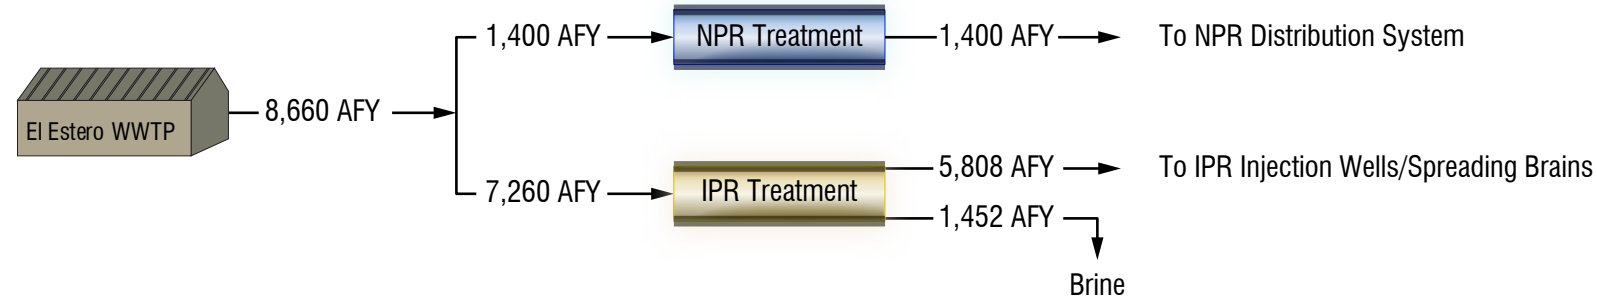 1,400 AFY
NPR Treatment
1,400 AFY
To NPR Distribution System
El Estero WWTP
8,660 AFY
7,260 AFY
IPR Treatment
5,808 AFY
To IPR Injection Wells/Spreading Brains
1,452 AFY
Brine